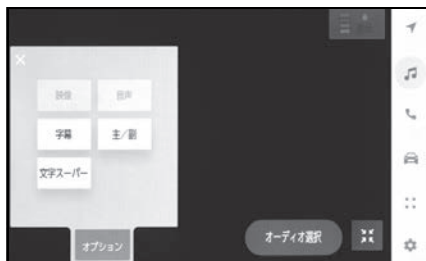 映像 音声
字幕 主／副
文字スーパー
オプション
オーディオ選択